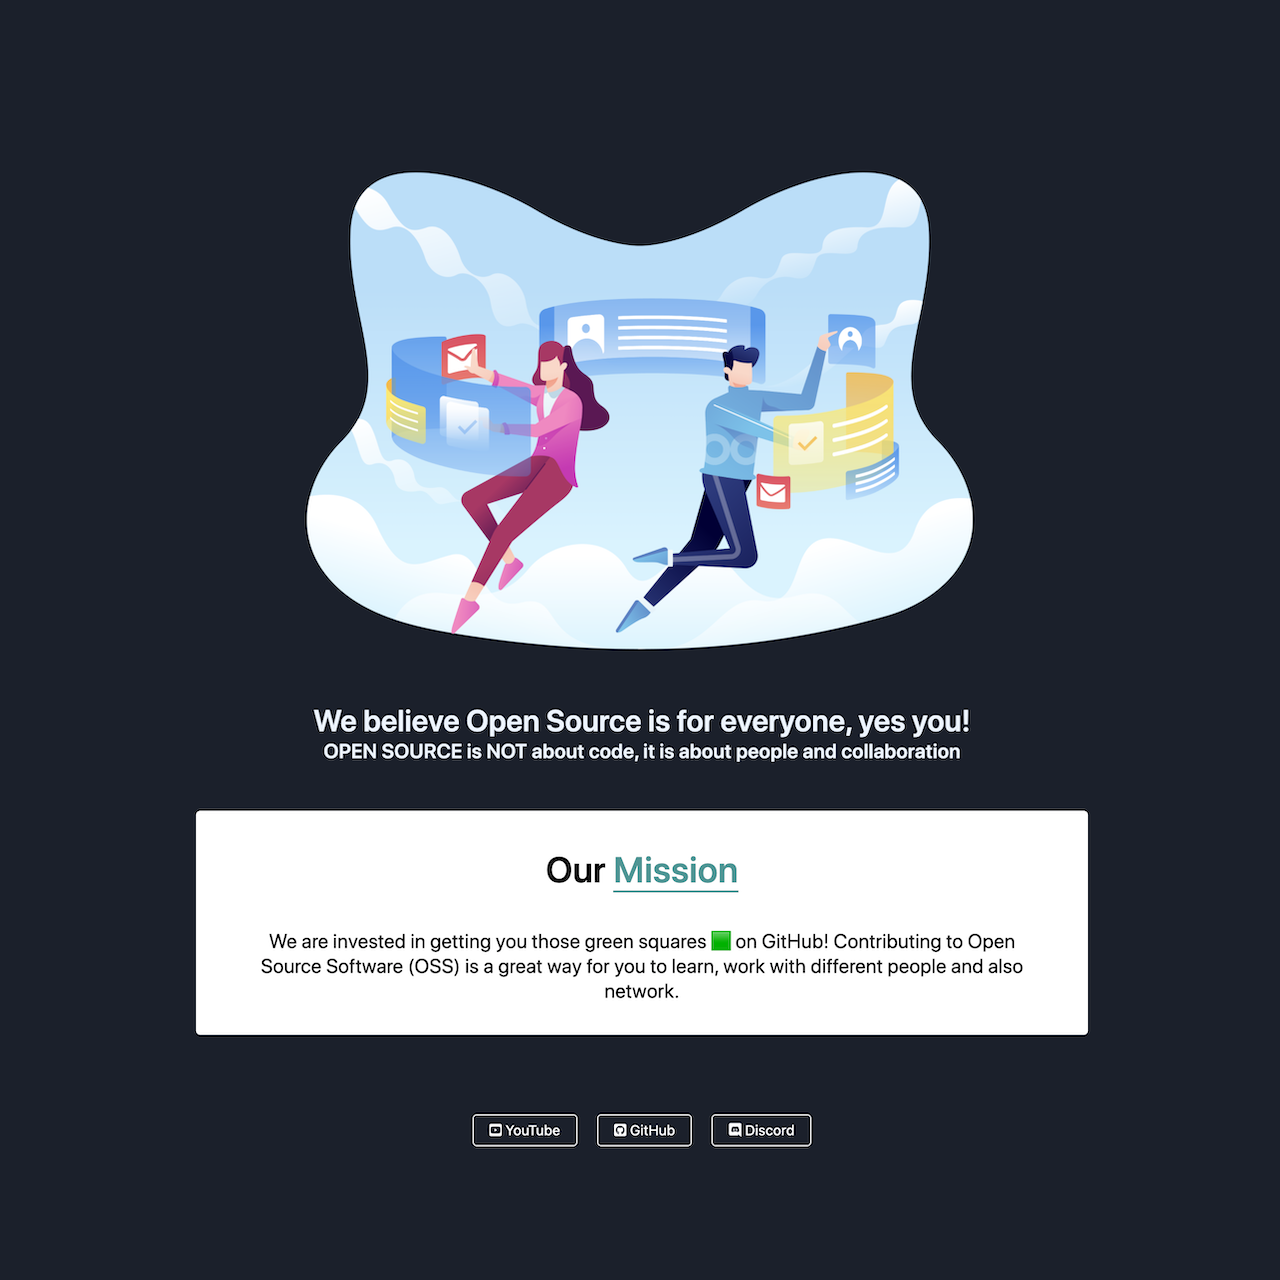 We believe Open Source is for everyone, yes you!
OPEN SOURCE is NOT about code, it is about people and collaboration
Our Mission
We are invested in getting you those green squares 🟩 on GitHub! Contributing to Open
Source Software (OSS) is a great way for you to learn, work with different people and also
network.
YouTube
GitHub
Discord